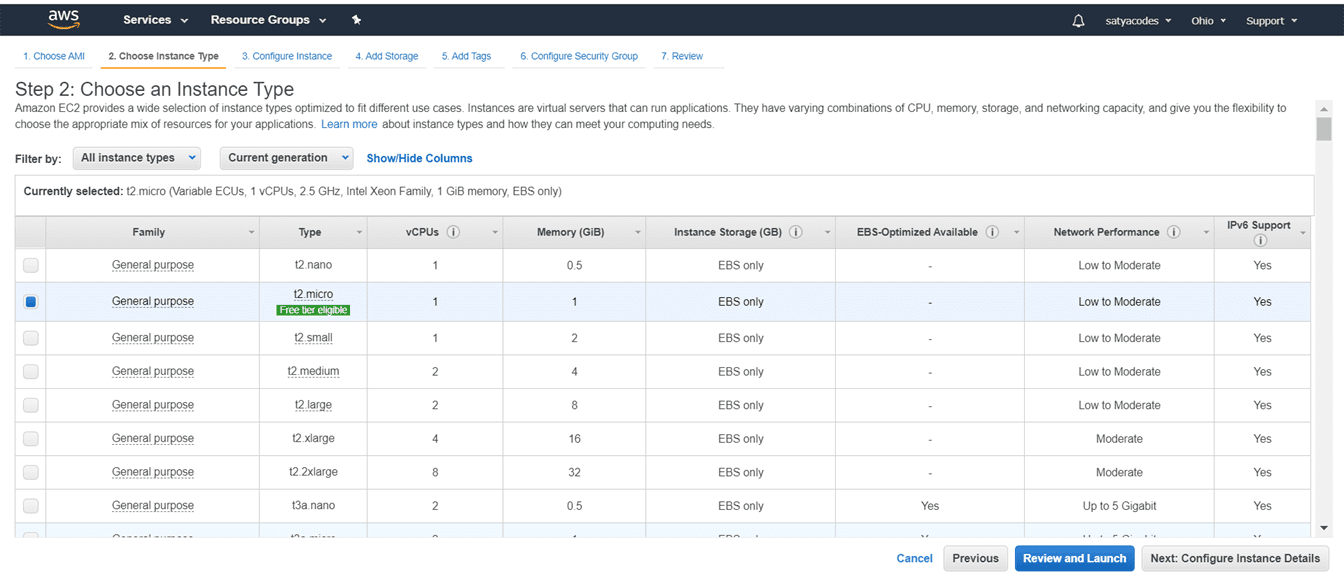 aws Services Resource Groups satyacodes Ohio Support
1. Choose AMI 2. Choose Instance Type 3. Configure Instance 4. Add Storage 5. Add Tags 6. Configure Security Group 7. Review
Step 2: Choose an Instance Type
Amazon EC2 provides a wide selection of instance types optimized to fit different use cases. Instances are virtual servers that can run applications. They have varying combinations of CPU, memory, storage, and networking capacity, and give you the flexibility to
choose the appropriate mix of resources for your applications. Learn more about instance types and how they can meet your computing needs.
Filter by: All instance types Current generation Show/Hide Columns
Currently selected: t2.micro (Variable ECUs, 1 vCPUs, 2.5 GHz, Intel Xeon Family, 1 GiB memory, EBS only)
Family Type vCPUs Memory (GiB) Instance Storage (GB) EBS-Optimized Available Network Performance IPv6 Support
General purpose t2.nano 1 0.5 EBS only - Low to Moderate Yes
General purpose t2.micro 1 1 EBS only - Low to Moderate Yes
Free tier eligible
General purpose t2.small 1 2 EBS only - Low to Moderate Yes
General purpose t2.medium 2 4 EBS only - Low to Moderate Yes
General purpose t2.large 2 8 EBS only - Low to Moderate Yes
General purpose t2.xlarge 4 16 EBS only - Moderate Yes
General purpose t2.2xlarge 8 32 EBS only - Moderate Yes
General purpose t3a.nano 2 0.5 EBS only Yes Up to 5 Gigabit Yes
Cancel Previous Review and Launch Next: Configure Instance Details